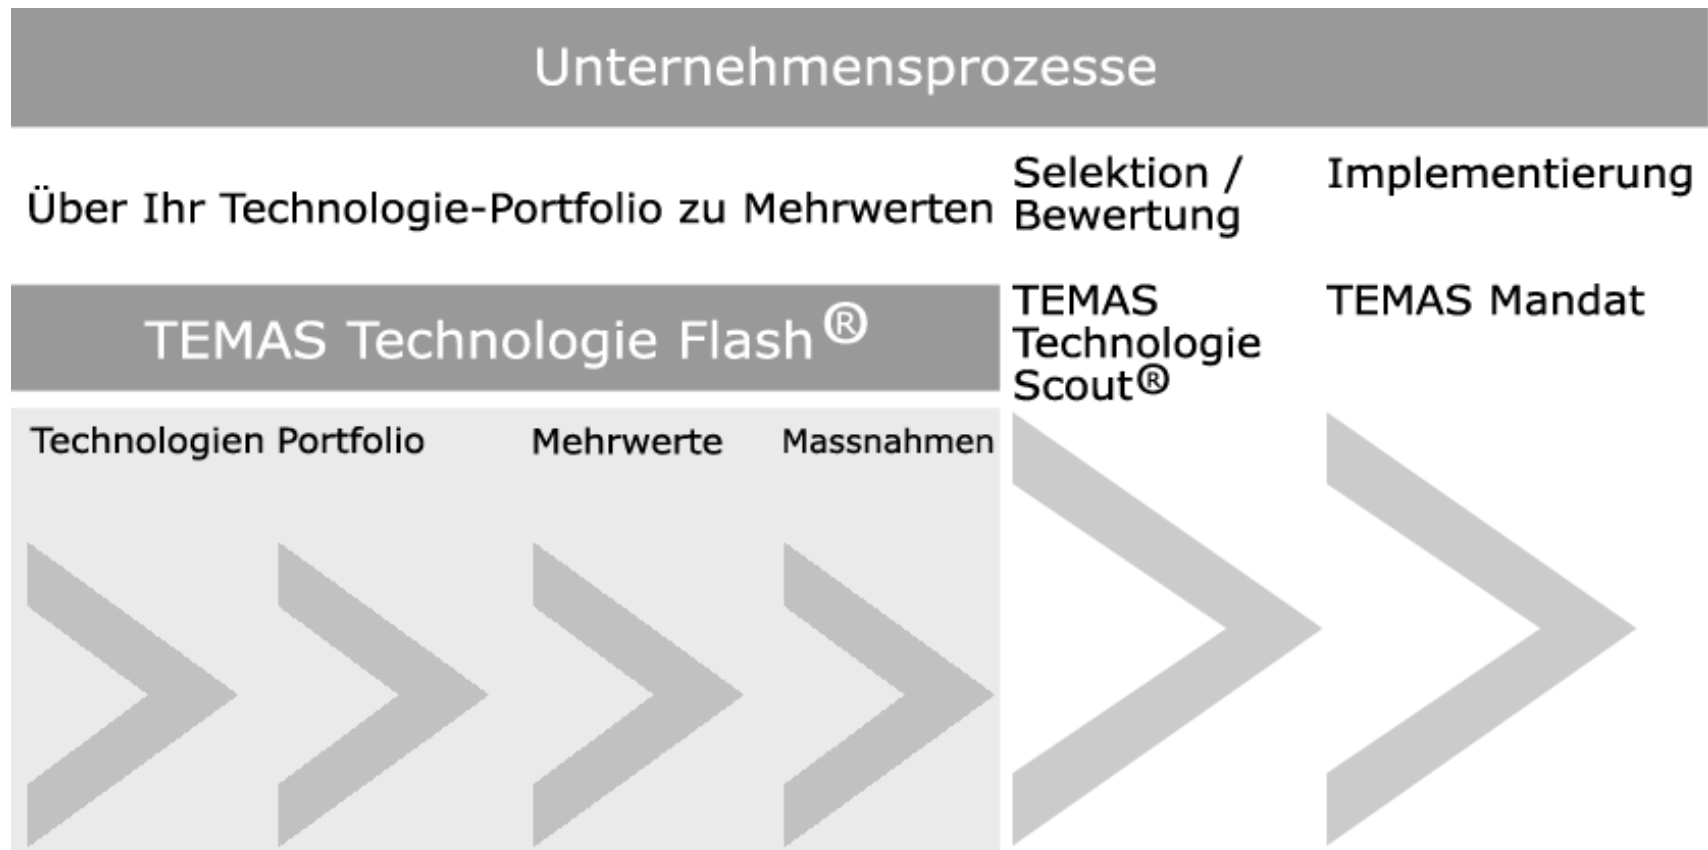 Unternehmensprozesse
Über Ihr Technologie-Portfolio zu Mehrwerten
Selektion /
Bewertung
Implementierung
TEMAS Technologie Flash®
TEMAS
Technologie
Scout®
TEMAS Mandat
Technologien Portfolio Mehrwerte Massnahmen